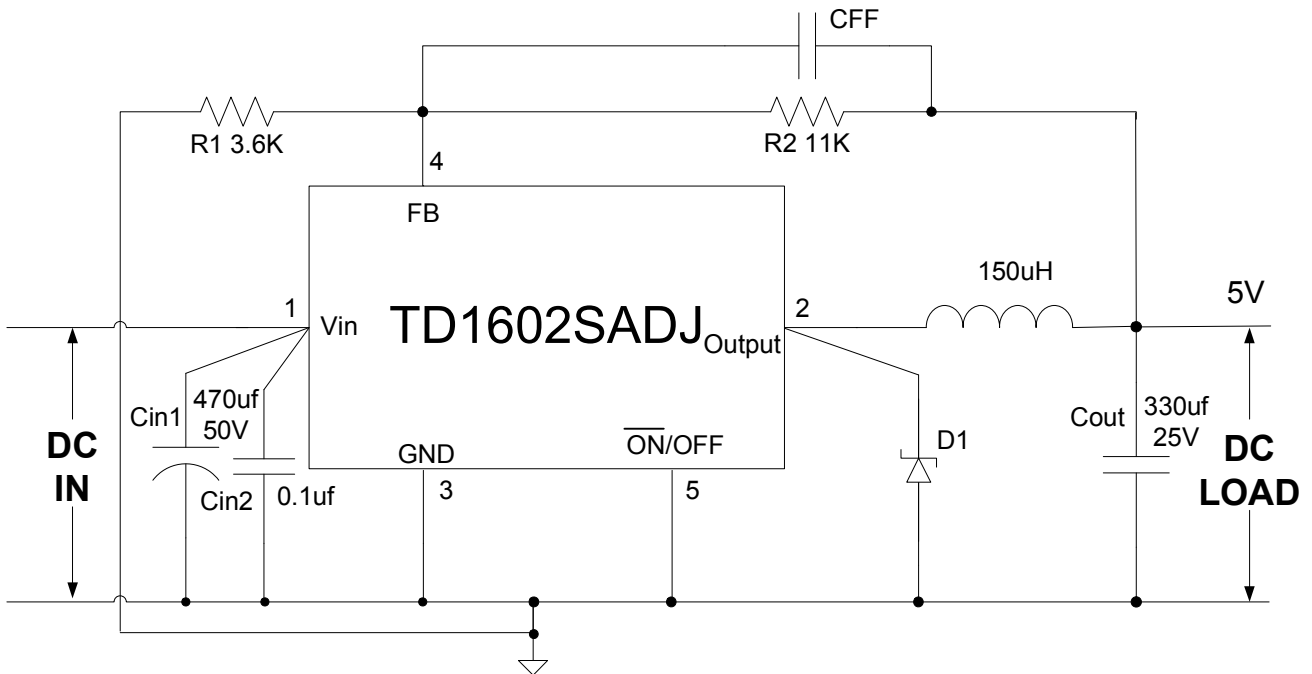 CFF
R1 3.6K
R2 11K
4
FB
150uH
1
2
5V
Vin
TD1602SADJ
Output
470uf
50V
Cin1
Cout
330uf
25V
DC
IN
GND
ON/OFF
D1
DC
LOAD
Cin2
0.1uf
3
5